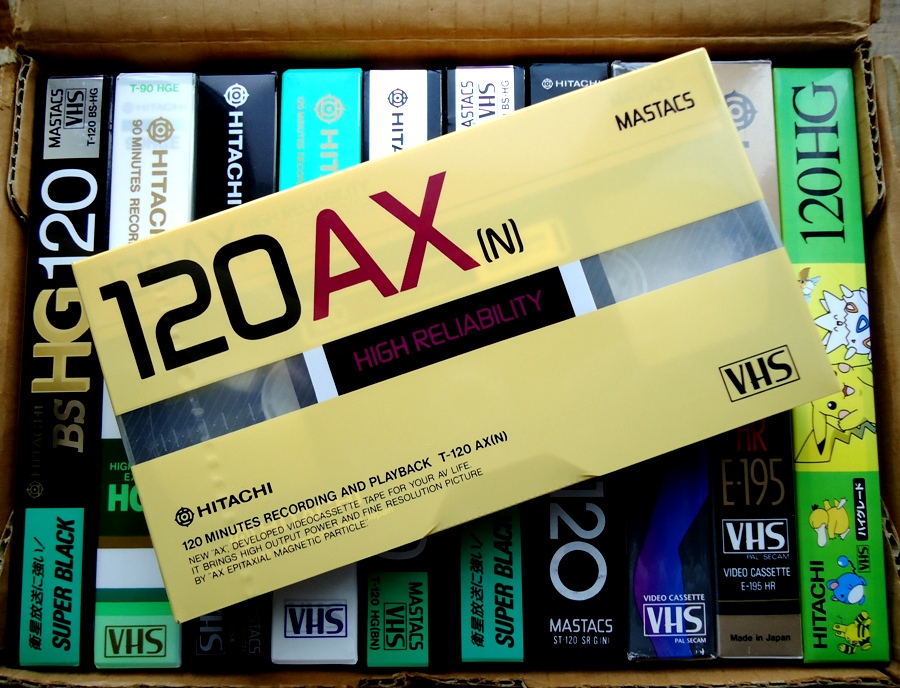 MASTACS
120AX(N)
HIGH RELIABILITY
VHS
HITACHI
120 MINUTES RECORDING AND PLAYBACK T-120 AX(N)
NEW "AX", DEVELOPED VIDEOCASSETTE TAPE FOR YOUR AV LIFE.
IT BRINGS HIGH OUTPUT POWER AND FINE RESOLUTION PICTURE
BY "AX EPITAXIAL MAGNETIC PARTICLE."
MASTACS
VHS
T-120 BS-HG
HG120
BS
HITACHI
衛星放送に強い
SUPER BLACK
T-90 HGE
90 MINUTES
VHS
HITACHI
VHS
HITACHI
T-120 HG(BN)
VHS
MASTACS
VHS
BS-HG
衛星放送に強い
SUPER BLACK
HITACHI
120
MASTACS
ST-120 SR(N)
VIDEO CASSETTE
VHS
PAL SECAM
HR
E-195
VHS
PAL SECAM
VIDEO CASSETTE
E-195 HR
Made in Japan
120HG
ハイグレード
VHS
HITACHI